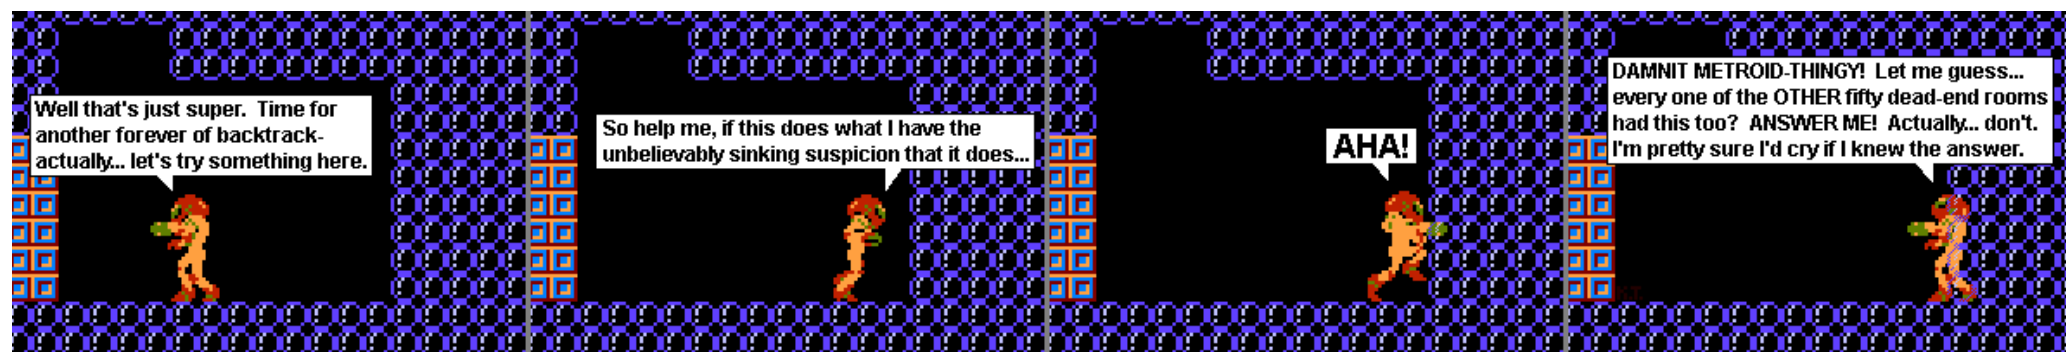 Well that's just super.  Time for
another forever of backtrack-
actually... let's try something here.
So help me, if this does what I have the
unbelievably sinking suspicion that it does...
AHA!
DAMNIT METROID-THINGY!  Let me guess...
every one of the OTHER fifty dead-end rooms
had this too?  ANSWER ME!  Actually... don't.
I'm pretty sure I'd cry if I knew the answer.